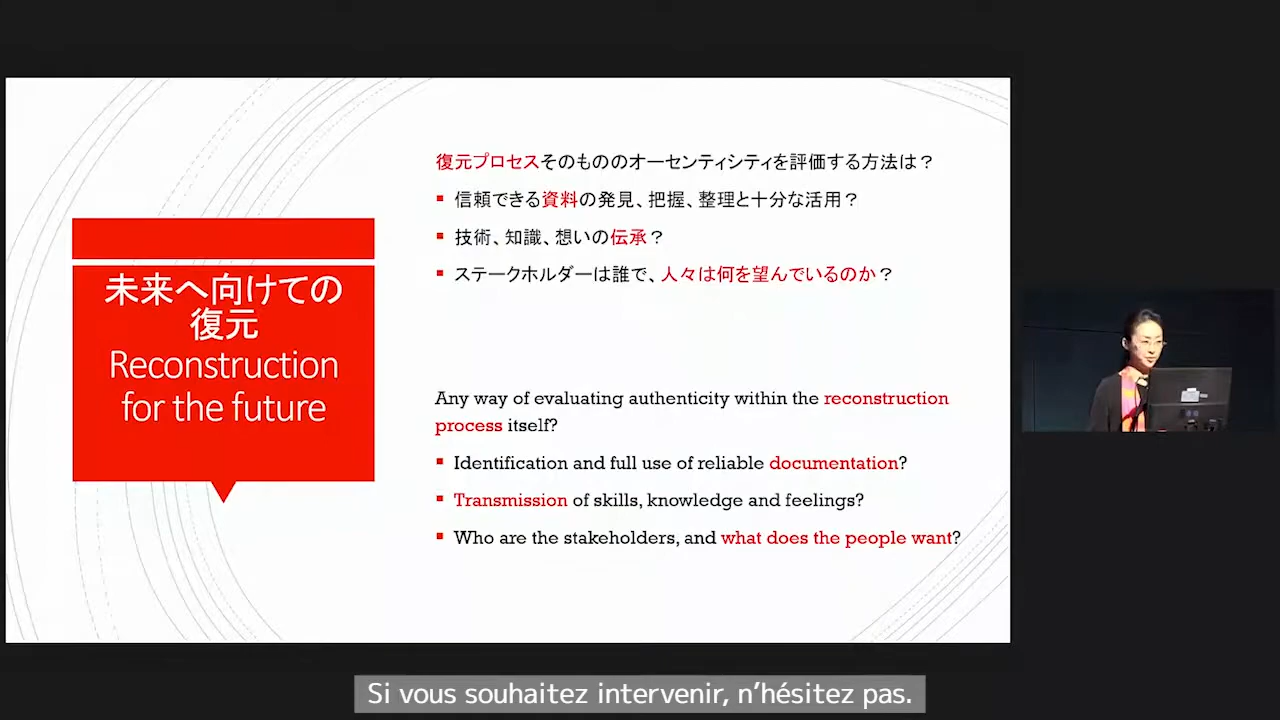 未来へ向けての
復元
Reconstruction
for the future
復元プロセスそのもののオーセンティシティを評価する方法は？
▪ 信頼できる資料の発見、把握、整理と十分な活用？
▪ 技術、知識、想いの伝承？
▪ ステークホルダーは誰で、人々は何を望んでいるのか？
Any way of evaluating authenticity within the reconstruction
process itself?
▪ Identification and full use of reliable documentation?
▪ Transmission of skills, knowledge and feelings?
▪ Who are the stakeholders, and what does the people want?
Si vous souhaitez intervenir, n’hésitez pas.